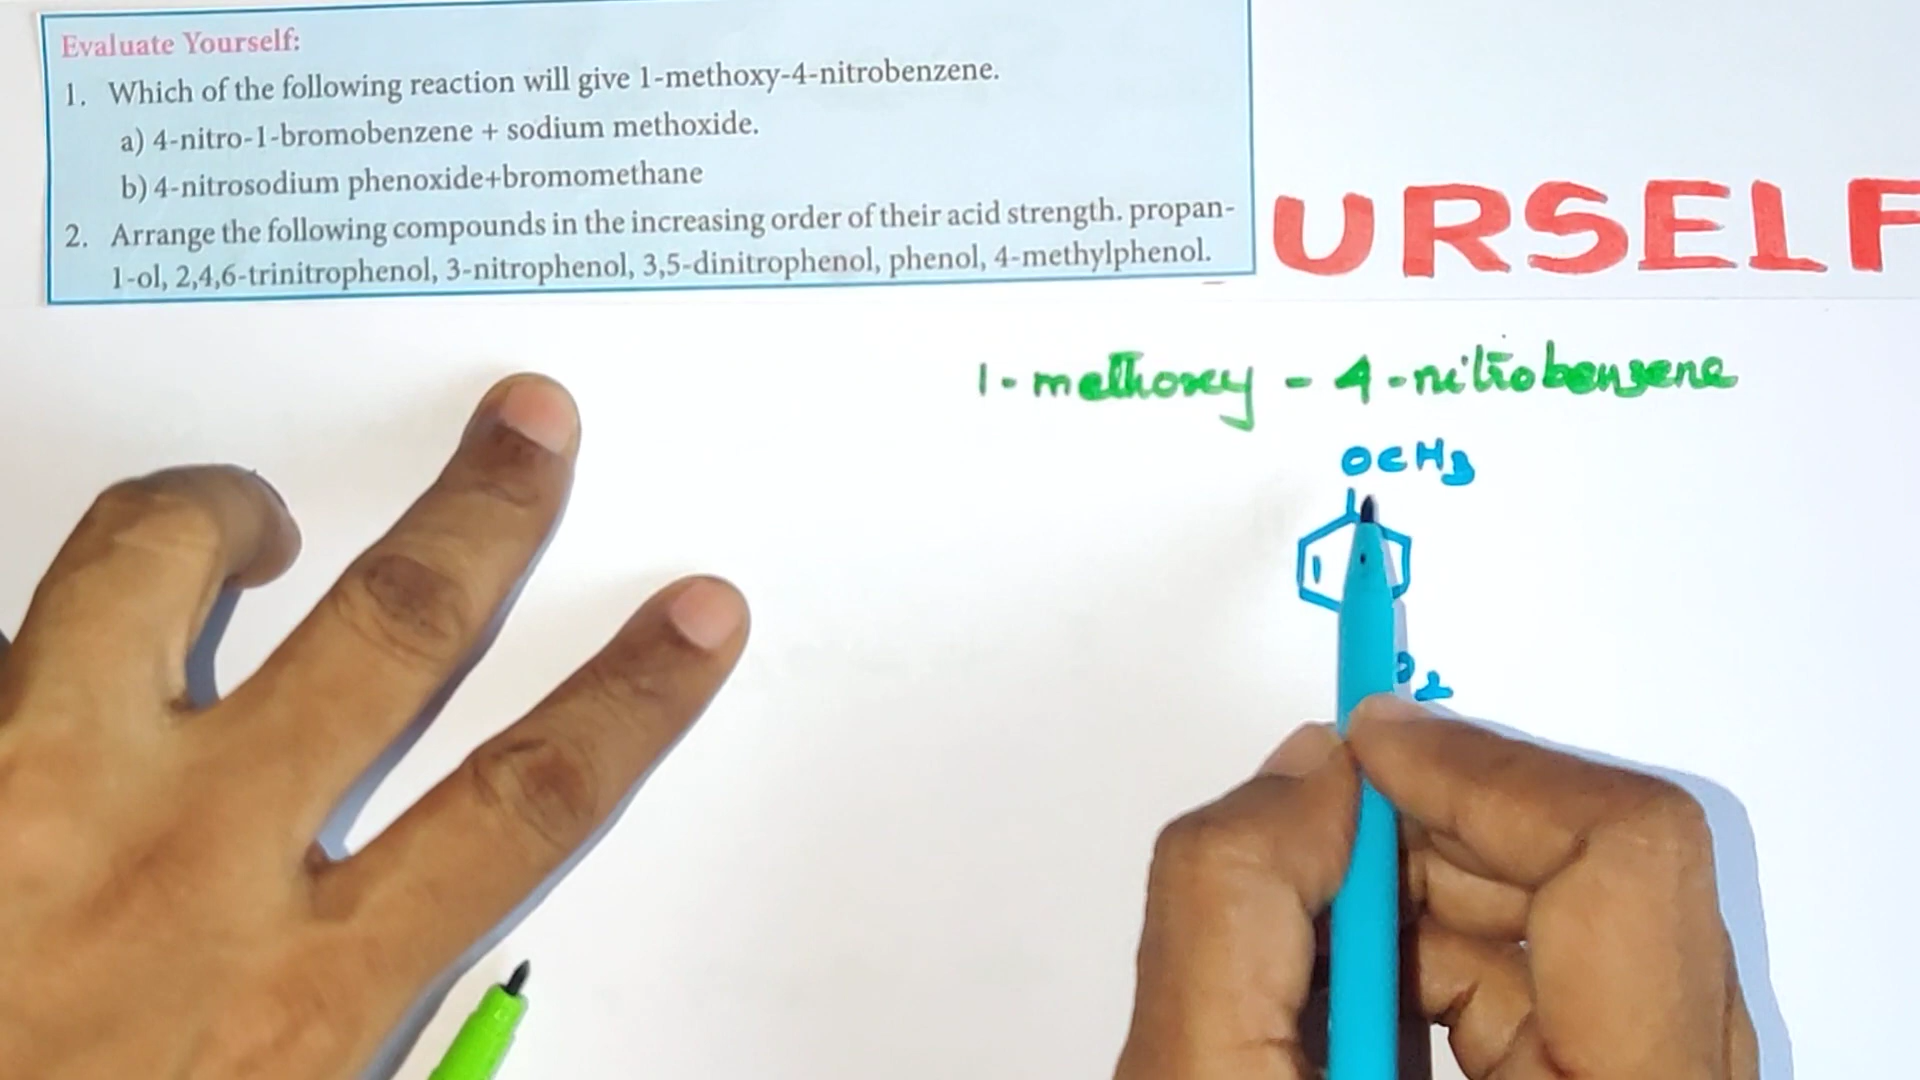 Evaluate Yourself:
1. Which of the following reaction will give 1-methoxy-4-nitrobenzene.
a) 4-nitro-1-bromobenzene + sodium methoxide.
b) 4-nitrosodium phenoxide+bromomethane
2. Arrange the following compounds in the increasing order of their acid strength. propan-
1-ol, 2,4,6-trinitrophenol, 3-nitrophenol, 3,5-dinitrophenol, phenol, 4-methylphenol.
URSELF
1-methoxy - 4-nitrobenzene
OCH3